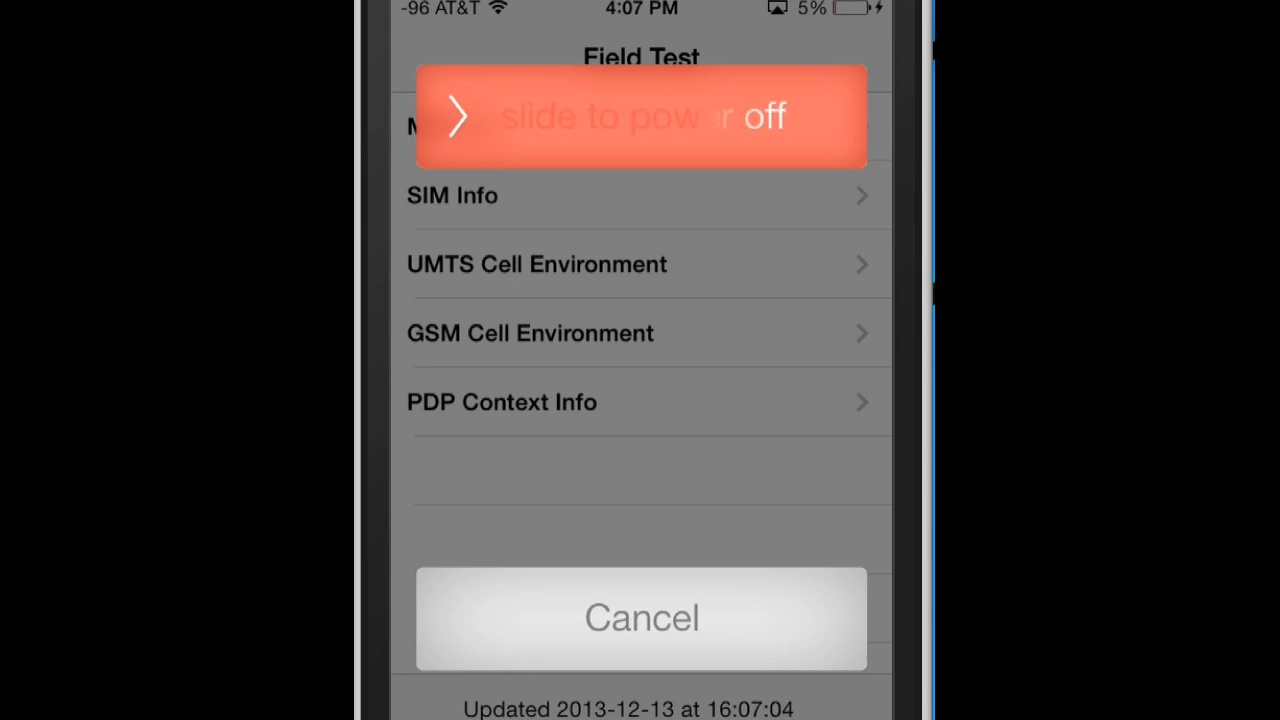 -96 AT&T 4:07 PM 5%
Field Test
slide to power off
SIM Info
UMTS Cell Environment
GSM Cell Environment
PDP Context Info
Cancel
Updated 2013-12-13 at 16:07:04